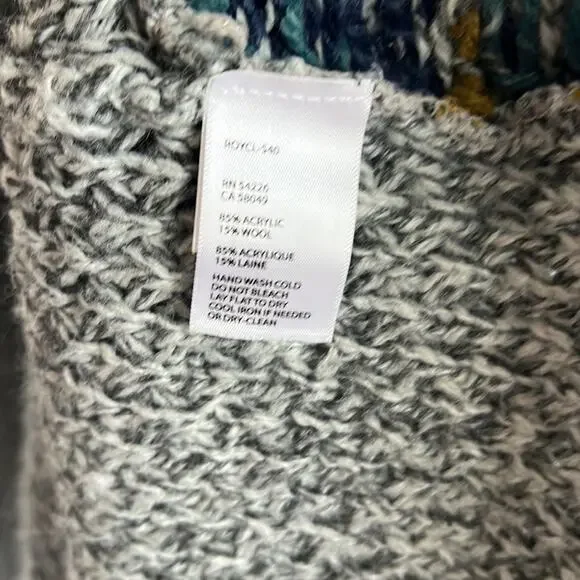 ROYCL-540
RN 54226
CA 58049
85% ACRYLIC
15% WOOL
85% ACRYLIQUE
15% LAINE
HAND WASH COLD
DO NOT BLEACH
LAY FLAT TO DRY
COOL IRON IF NEEDED
OR DRY-CLEAN